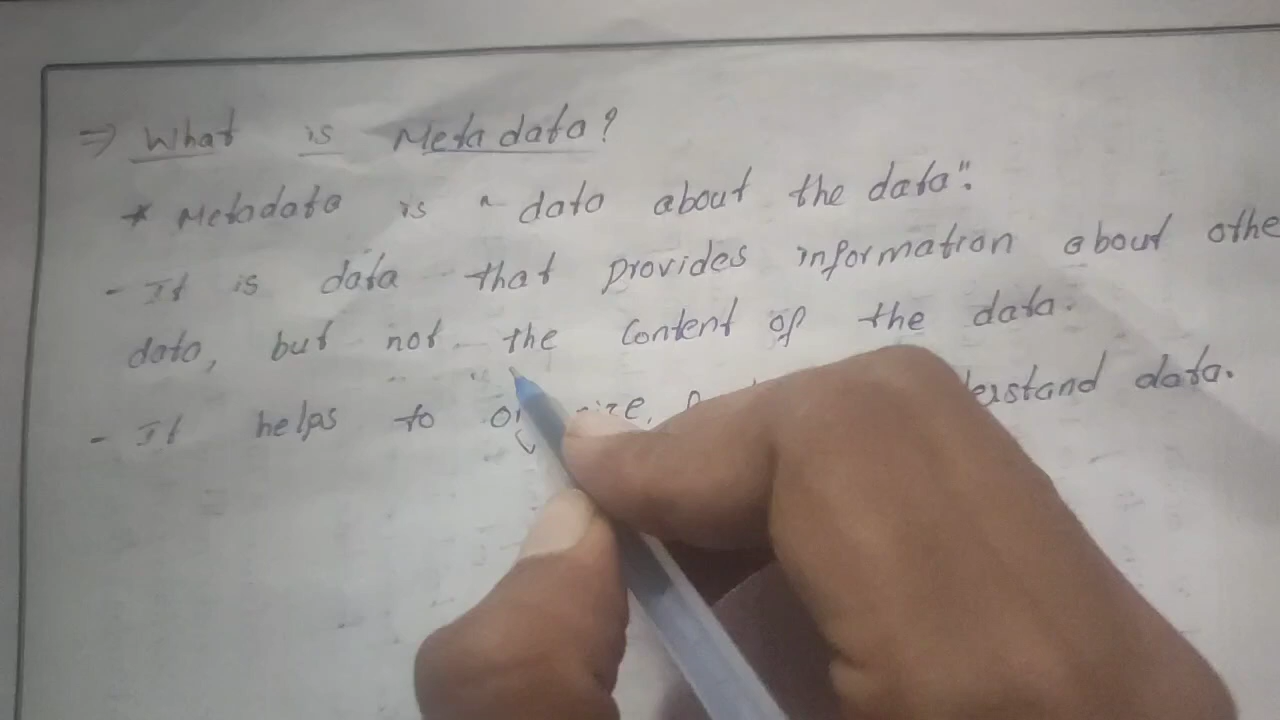 ⇒ What is Metadata?
* Metadata is " data about the data".
- It is data that provides information about othe
data, but not the content of the data.
- It helps to data.